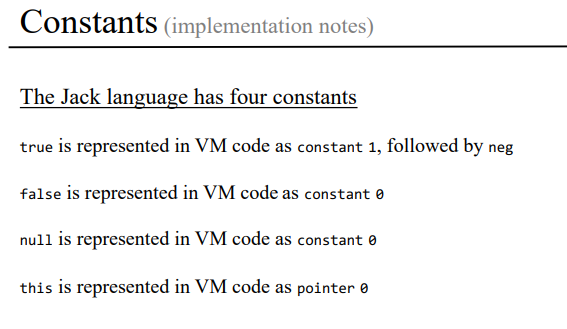 Constants (implementation notes)
The Jack language has four constants
true is represented in VM code as constant 1, followed by neg
false is represented in VM code as constant 0
null is represented in VM code as constant 0
this is represented in VM code as pointer 0